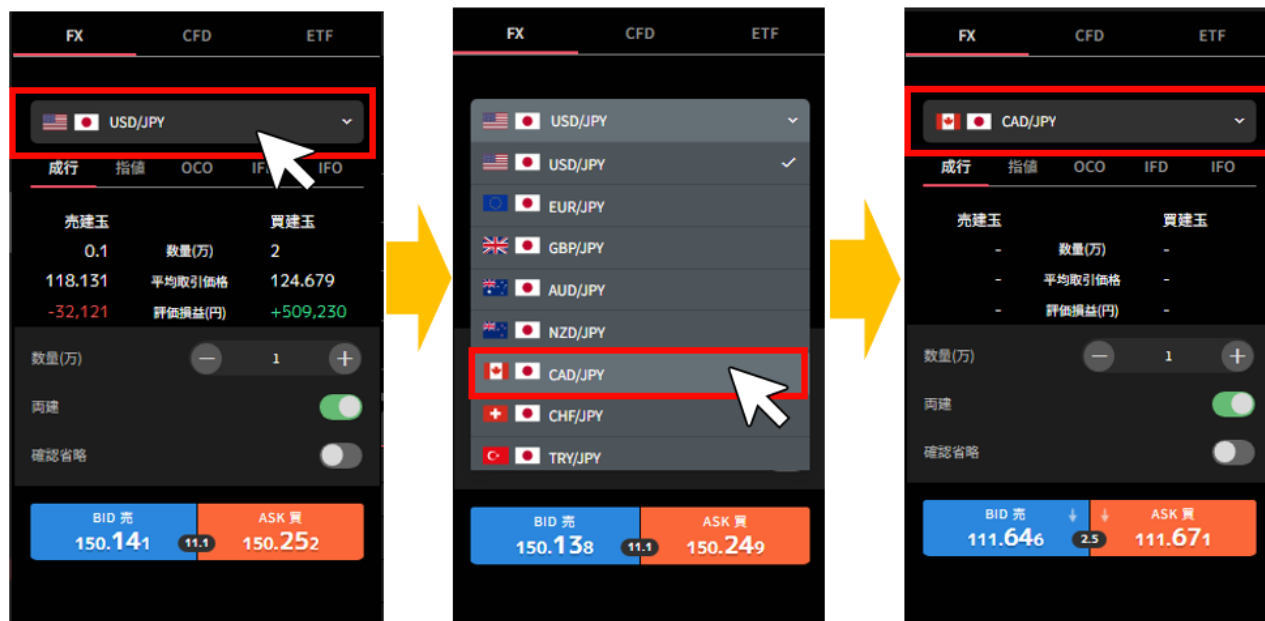 FX CFD ETF
USD/JPY
成行 指値 OCO IFD IFO
売建玉 買建玉
0.1 数量(万) 2
118.131 平均取引価格 124.679
-32,121 評価損益(円) +509,230
数量(万) 1
両建
確認省略
BID 売 ASK 買
150.141 11.1 150.252
FX CFD ETF
USD/JPY
USD/JPY
EUR/JPY
GBP/JPY
AUD/JPY
NZD/JPY
CAD/JPY
CHF/JPY
TRY/JPY
BID 売 ASK 買
150.138 11.1 150.249
FX CFD ETF
CAD/JPY
成行 指値 OCO IFD IFO
売建玉 買建玉
- 数量(万) -
- 平均取引価格 -
- 評価損益(円) -
数量(万) 1
両建
確認省略
BID 売 ASK 買
111.646 2.5 111.671